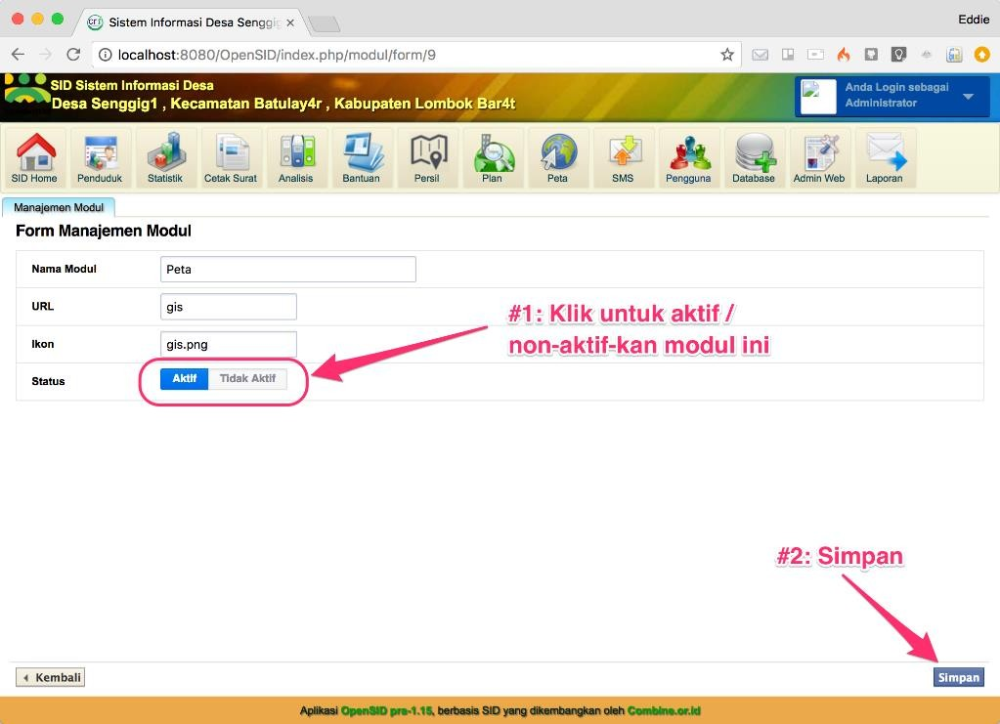 Sistem Informasi Desa Senggig
Eddie
localhost:8080/OpenSID/index.php/modul/form/9
SID Sistem Informasi Desa
Desa Senggig1 , Kecamatan Batulay4r , Kabupaten Lombok Bar4t
Anda Login sebagai
Administrator
SID Home
Penduduk
Statistik
Cetak Surat
Analisis
Bantuan
Persil
Plan
Peta
SMS
Pengguna
Database
Admin Web
Laporan
Manajemen Modul
Form Manajemen Modul
Nama Modul
Peta
URL
gis
Ikon
gis.png
Status
Aktif
Tidak Aktif
#1: Klik untuk aktif /
non-aktif-kan modul ini
#2: Simpan
Kembali
Simpan
Aplikasi OpenSID pre-1.15, berbasis SID yang dikembangkan oleh Combine.or.id